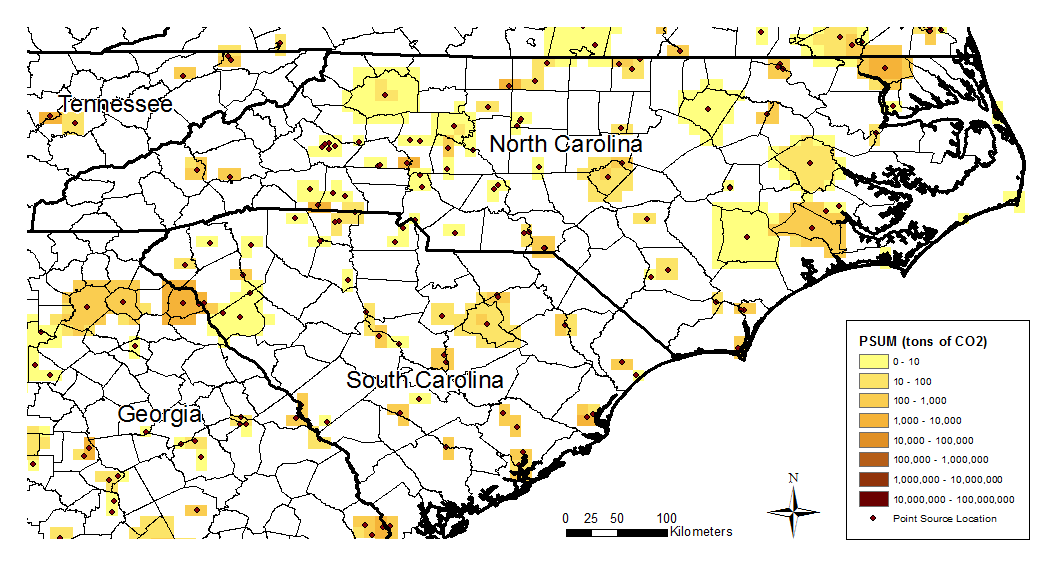 Tennessee
North Carolina
South Carolina
Georgia
PSUM (tons of CO2)
0 - 10
10 - 100
100 - 1,000
1,000 - 10,000
10,000 - 100,000
100,000 - 1,000,000
1,000,000 - 10,000,000
10,000,000 - 100,000,000
Point Source Location
N
0 25 50 100
Kilometers